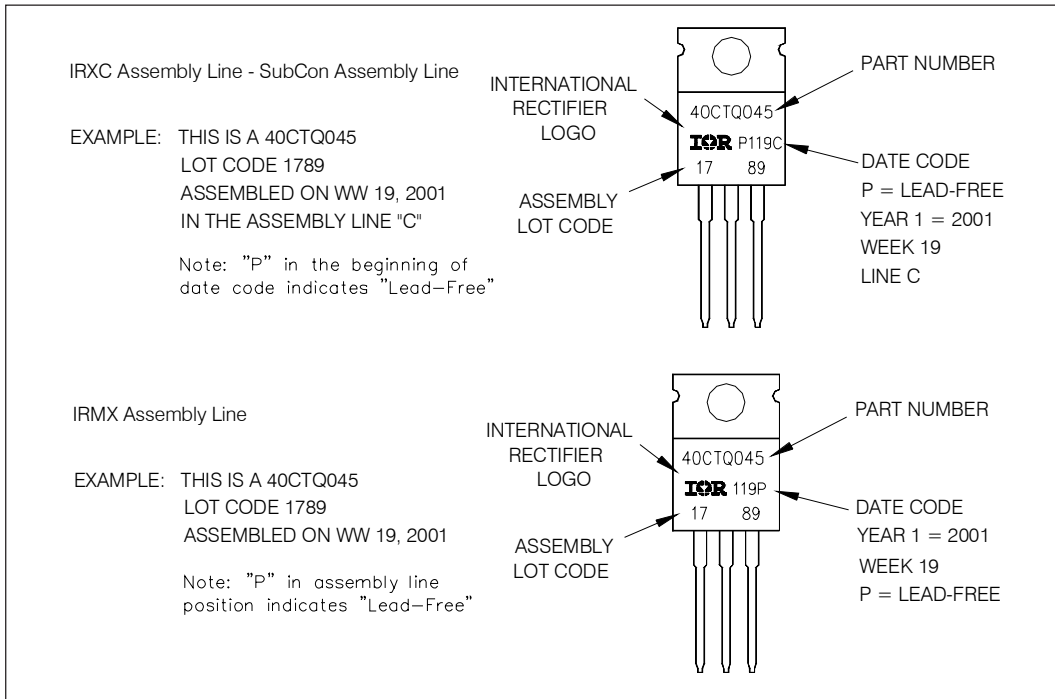 IRXC Assembly Line - SubCon Assembly Line
EXAMPLE: THIS IS A 40CTQ045
LOT CODE 1789
ASSEMBLED ON WW 19, 2001
IN THE ASSEMBLY LINE "C"
Note: "P" in the beginning of
date code indicates "Lead-Free"
INTERNATIONAL
RECTIFIER
LOGO
ASSEMBLY
LOT CODE
40CTQ045
IOR P119C
17 89
PART NUMBER
DATE CODE
P = LEAD-FREE
YEAR 1 = 2001
WEEK 19
LINE C
IRMX Assembly Line
EXAMPLE: THIS IS A 40CTQ045
LOT CODE 1789
ASSEMBLED ON WW 19, 2001
Note: "P" in assembly line
position indicates "Lead-Free"
INTERNATIONAL
RECTIFIER
LOGO
ASSEMBLY
LOT CODE
40CTQ045
IOR 119P
17 89
PART NUMBER
DATE CODE
YEAR 1 = 2001
WEEK 19
P = LEAD-FREE